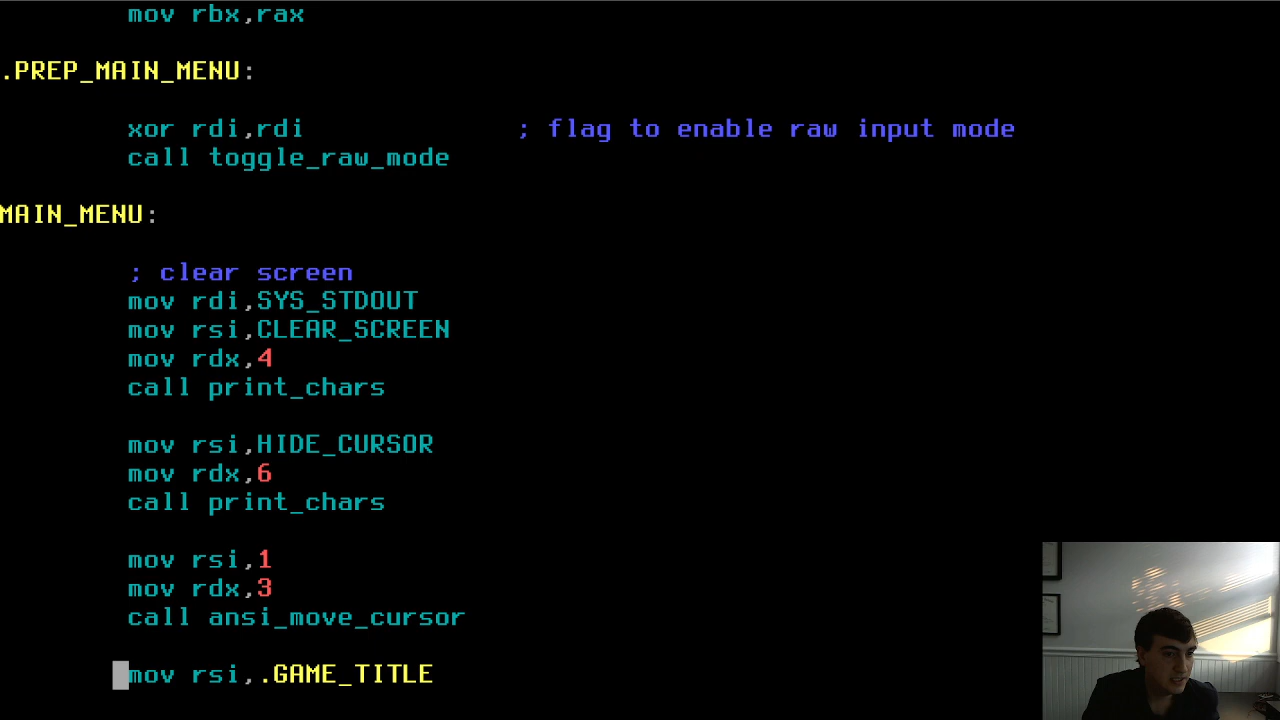 mov rbx,rax
.PREP_MAIN_MENU:
xor rdi,rdi ; flag to enable raw input mode
call toggle_raw_mode
MAIN_MENU:
; clear screen
mov rdi,SYS_STDOUT
mov rsi,CLEAR_SCREEN
mov rdx,4
call print_chars
mov rsi,HIDE_CURSOR
mov rdx,6
call print_chars
mov rsi,1
mov rdx,3
call ansi_move_cursor
mov rsi,.GAME_TITLE